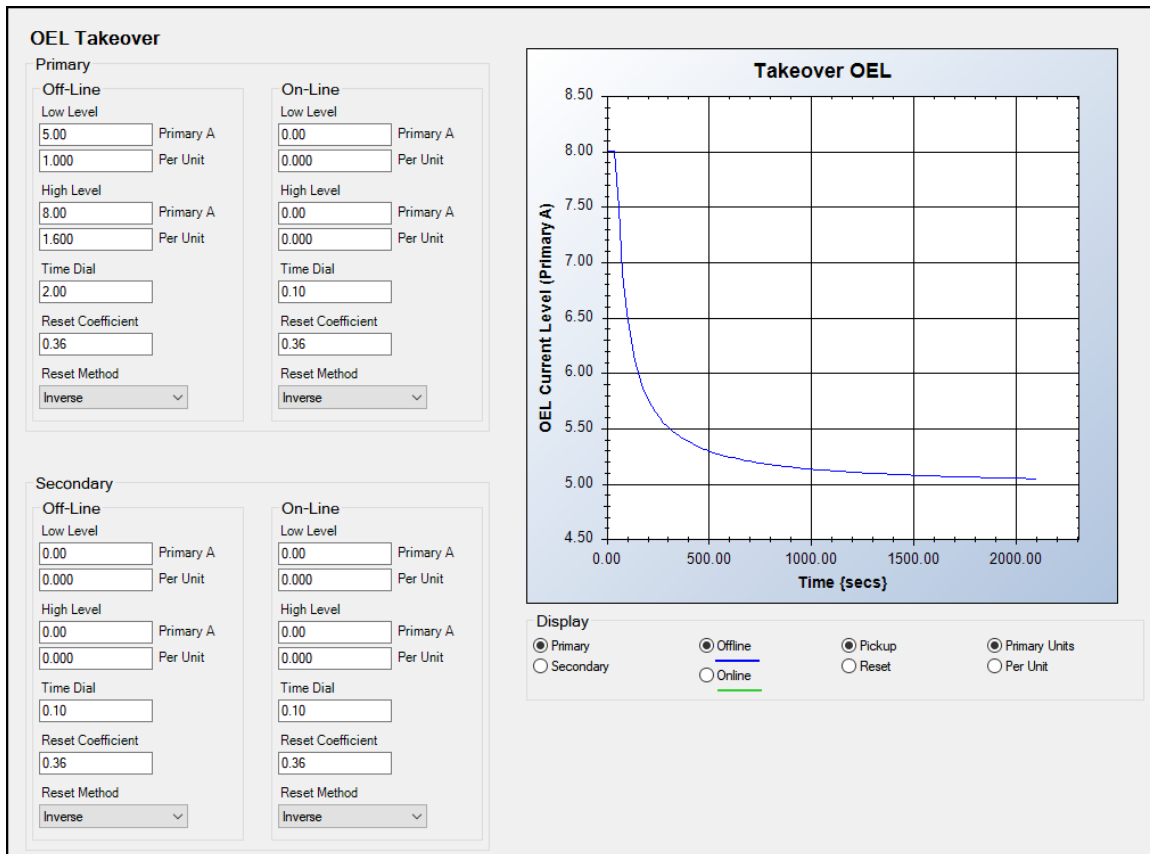 OEL Takeover
Primary
Off-Line
Low Level
5.00 Primary A
1.000 Per Unit
High Level
8.00 Primary A
1.600 Per Unit
Time Dial
2.00
Reset Coefficient
0.36
Reset Method
Inverse
On-Line
Low Level
0.00 Primary A
0.000 Per Unit
High Level
0.00 Primary A
0.000 Per Unit
Time Dial
0.10
Reset Coefficient
0.36
Reset Method
Inverse
Secondary
Off-Line
Low Level
0.00 Primary A
0.000 Per Unit
High Level
0.00 Primary A
0.000 Per Unit
Time Dial
0.10
Reset Coefficient
0.36
Reset Method
Inverse
On-Line
Low Level
0.00 Primary A
0.000 Per Unit
High Level
0.00 Primary A
0.000 Per Unit
Time Dial
0.10
Reset Coefficient
0.36
Reset Method
Inverse
Takeover OEL
OEL Current Level (Primary A)
8.50
8.00
7.50
7.00
6.50
6.00
5.50
5.00
4.50
0.00 500.00 1000.00 1500.00 2000.00
Time {secs}
Display
Primary Offline Pickup Primary Units
Secondary Online Reset Per Unit